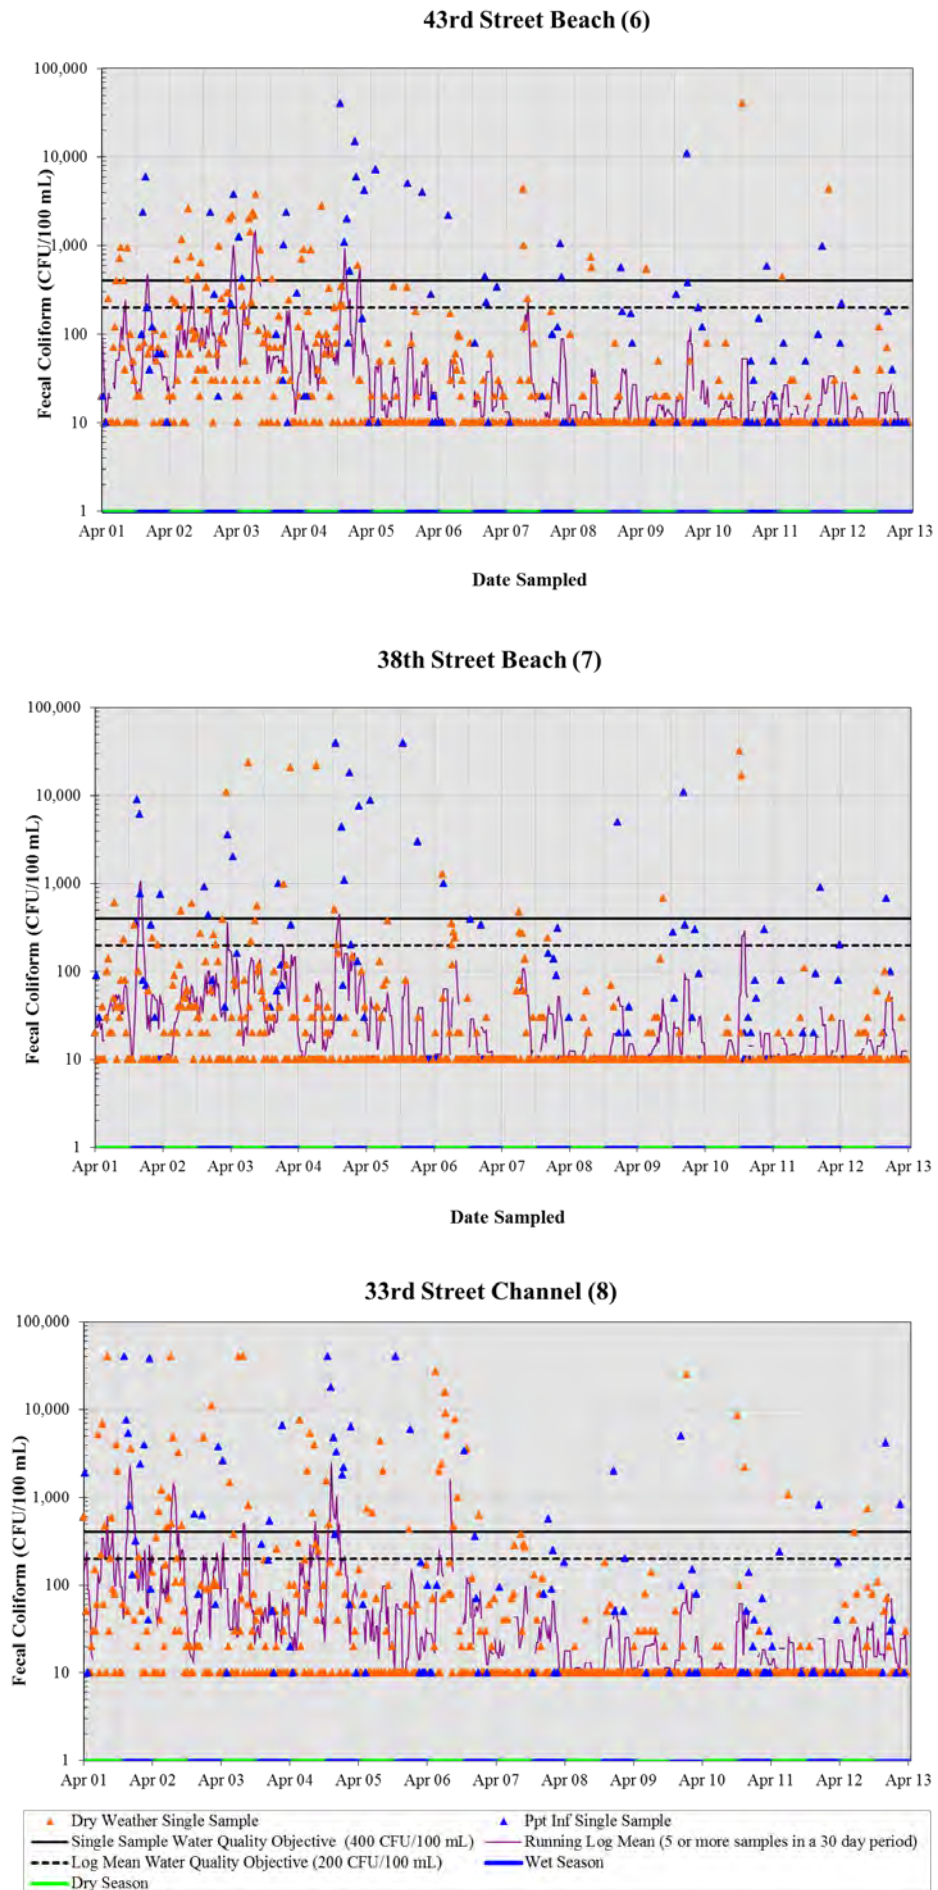 43rd Street Beach (6)
100,000
10,000
1,000
100
10
1
Fecal Coliform (CFU/100 mL)
Apr 01 Apr 02 Apr 03 Apr 04 Apr 05 Apr 06 Apr 07 Apr 08 Apr 09 Apr 10 Apr 11 Apr 12 Apr 13
Date Sampled
38th Street Beach (7)
100,000
10,000
1,000
100
10
1
Fecal Coliform (CFU/100 mL)
Apr 01 Apr 02 Apr 03 Apr 04 Apr 05 Apr 06 Apr 07 Apr 08 Apr 09 Apr 10 Apr 11 Apr 12 Apr 13
Date Sampled
33rd Street Channel (8)
100,000
10,000
1,000
100
10
1
Fecal Coliform (CFU/100 mL)
Apr 01 Apr 02 Apr 03 Apr 04 Apr 05 Apr 06 Apr 07 Apr 08 Apr 09 Apr 10 Apr 11 Apr 12 Apr 13
Dry Weather Single Sample
Ppt Inf Single Sample
Single Sample Water Quality Objective (400 CFU/100 mL)
Running Log Mean (5 or more samples in a 30 day period)
Log Mean Water Quality Objective (200 CFU/100 mL)
Wet Season
Dry Season